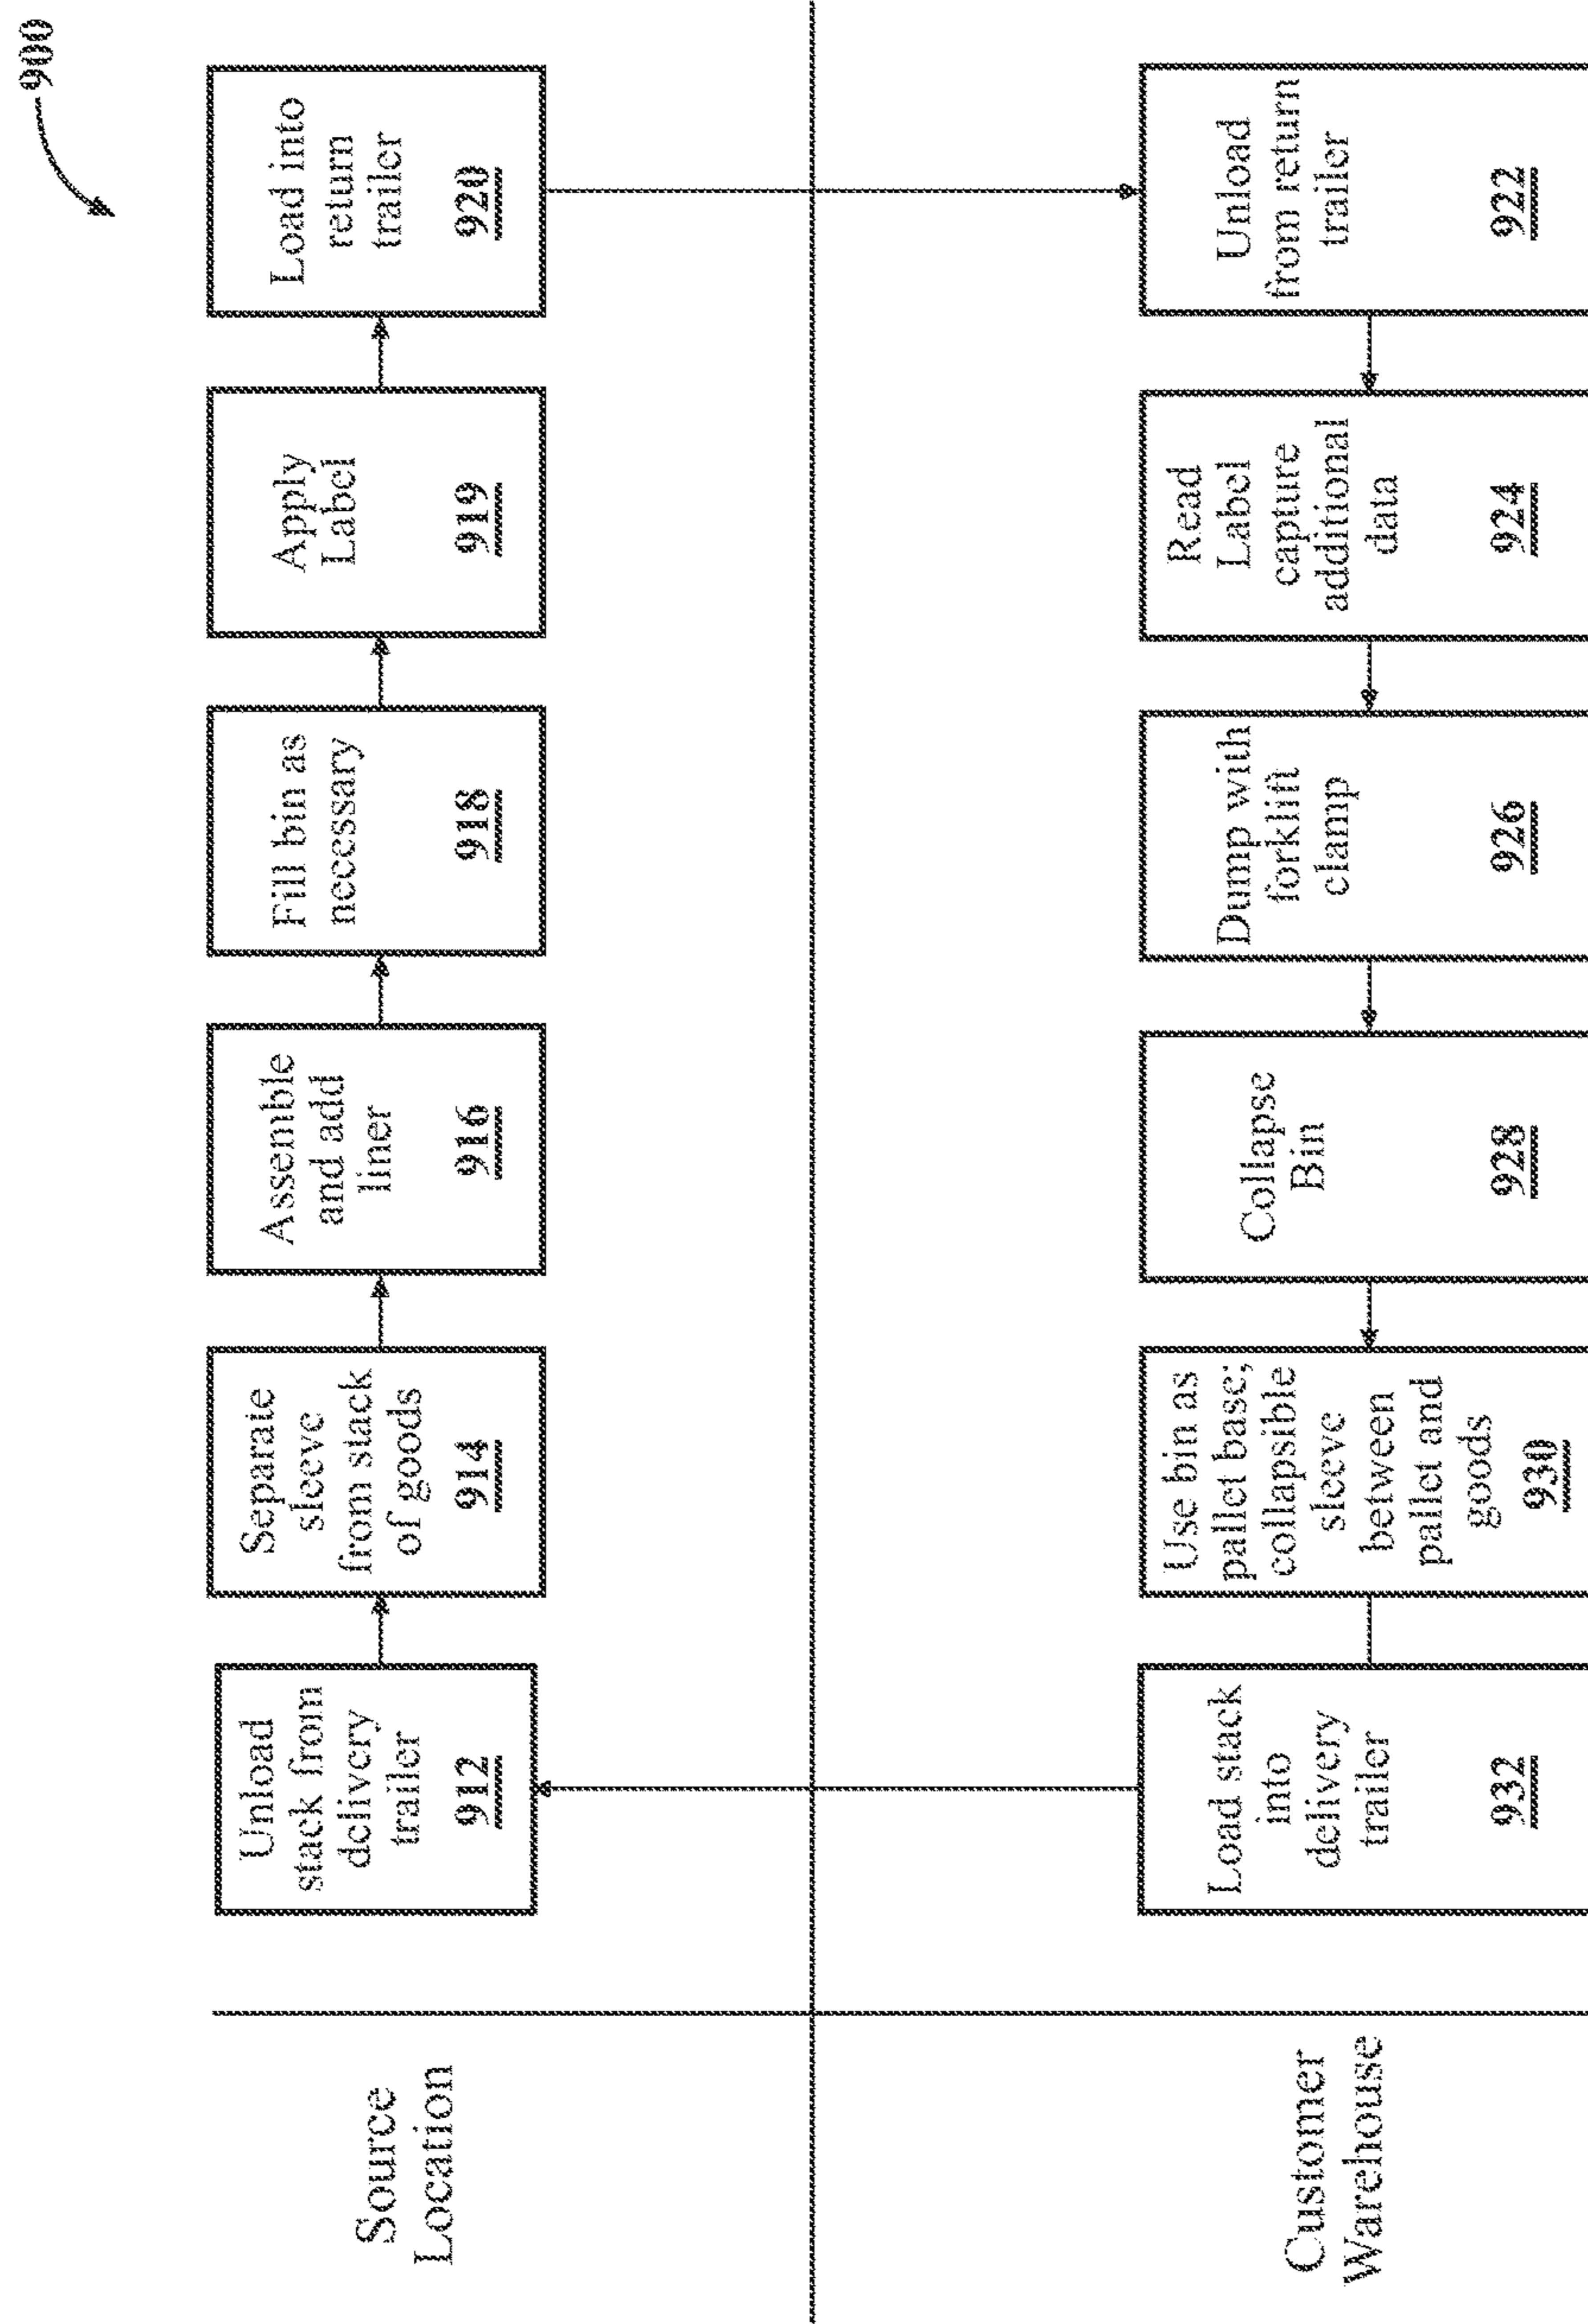 900
Source
Location
Unload
stack from
delivery
trailer
912
Separate
sleeve
from stack
of goods
914
Assemble
and add
liner
916
Fill bin as
necessary
918
Apply
Label
919
Load into
return
trailer
920
Customer
Warehouse
Load stack
into
delivery
trailer
932
Use bin as
pallet base;
collapsible
sleeve
between
pallet and
goods
930
Collapse
Bin
928
Dump with
forklift
clamp
926
Read
Label
capture
additional
data
924
Unload
from return
trailer
922